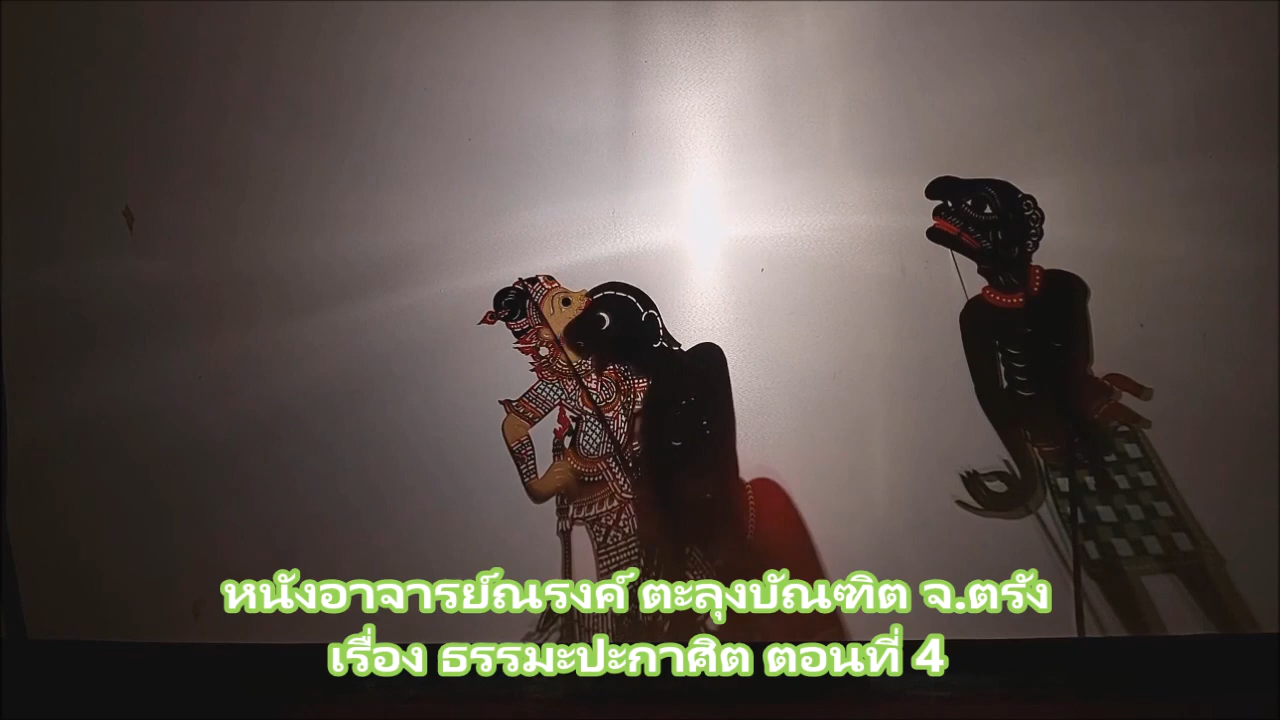 หนังอาจารย์ณรงค์ ตะลุงบัณฑิต จ.ตรัง
เรื่อง ธรรมะปะกาศิต ตอนที่ 4